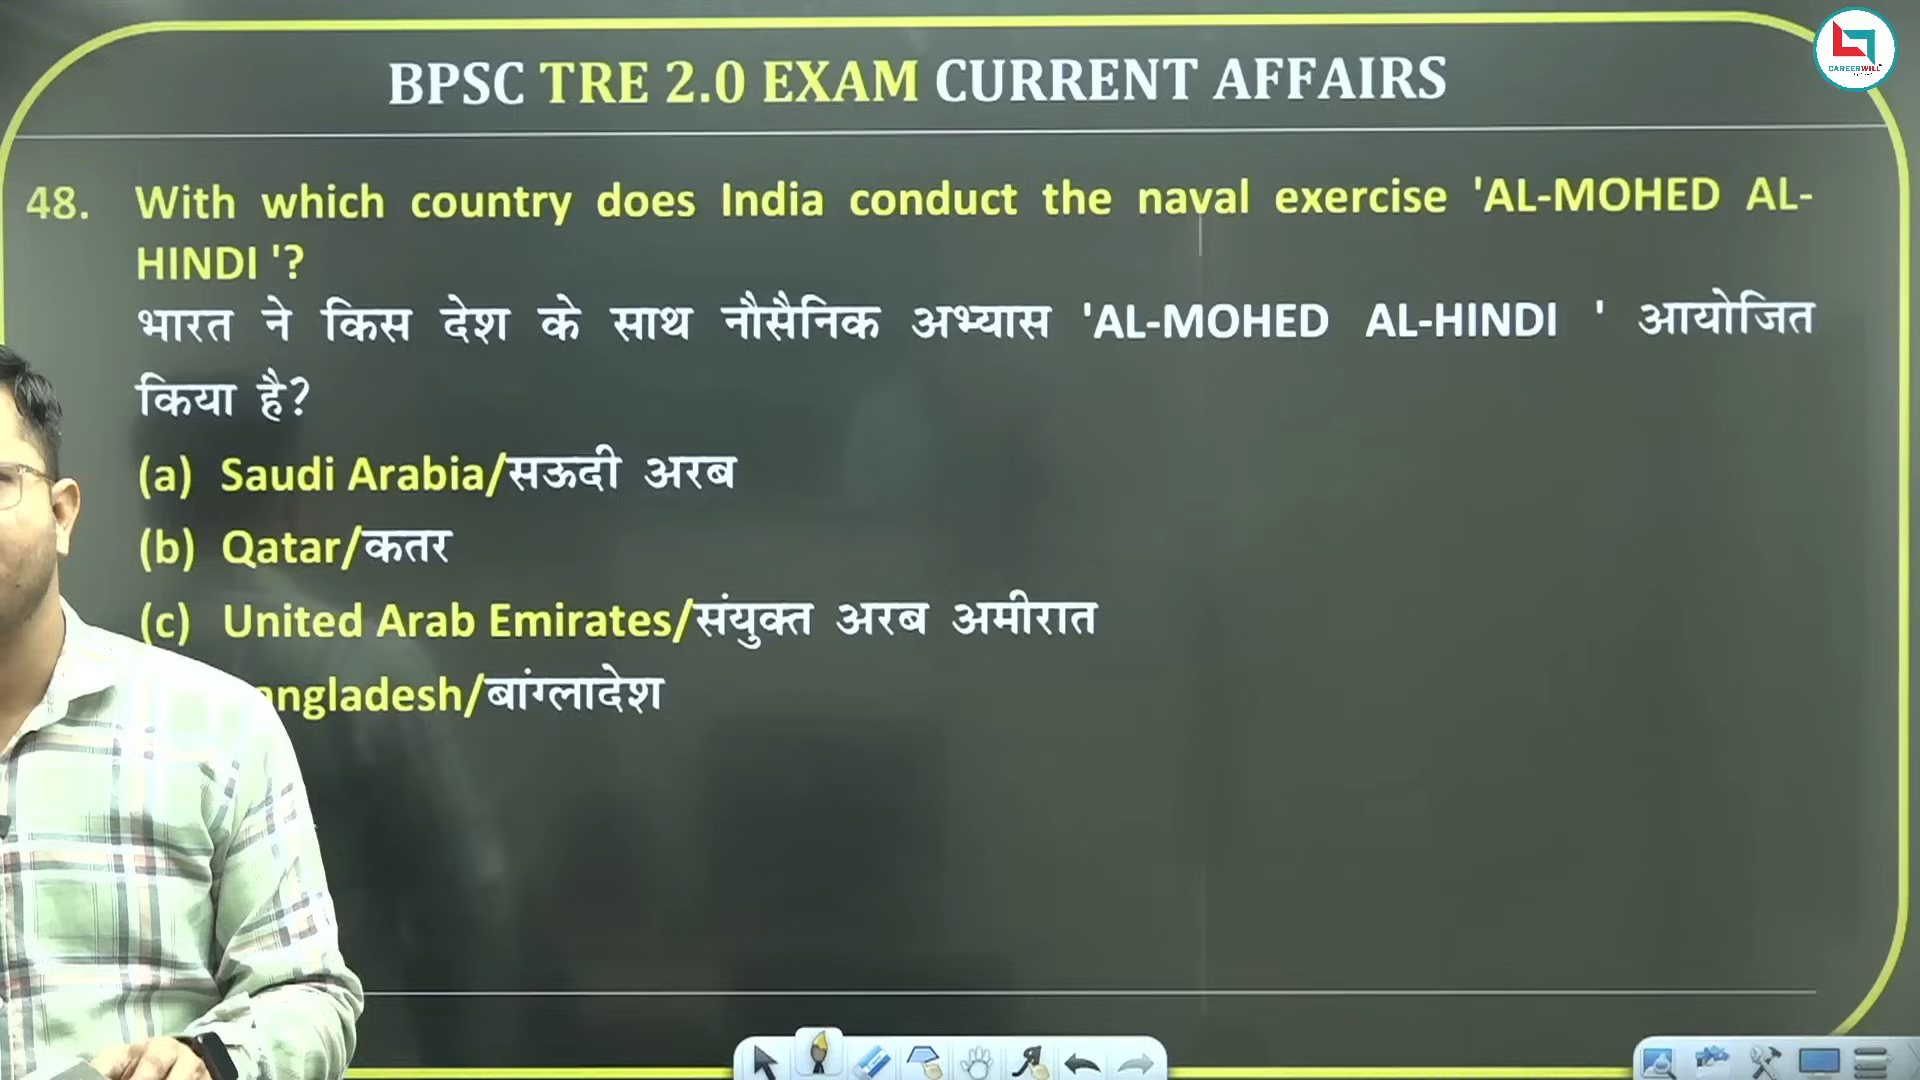 CAREERWILL
BPSC TRE 2.0 EXAM CURRENT AFFAIRS
48. With which country does India conduct the naval exercise 'AL-MOHED AL-
HINDI '?
भारत ने किस देश के साथ नौसैनिक अभ्यास 'AL-MOHED AL-HINDI ' आयोजित
किया है?
(a) Saudi Arabia/सऊदी अरब
(b) Qatar/कतर
(c) United Arab Emirates/संयुक्त अरब अमीरात
angladesh/बांग्लादेश